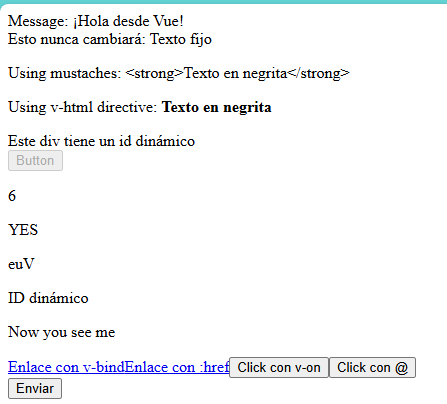 Message: ¡Hola desde Vue!
Esto nunca cambiará: Texto fijo
Using mustaches: <strong>Texto en negrita</strong>
Using v-html directive: Texto en negrita
Este div tiene un id dinámico
Button
6
YES
euV
ID dinámico
Now you see me
Enlace con v-bindEnlace con :href Click con v-on Click con @
Enviar